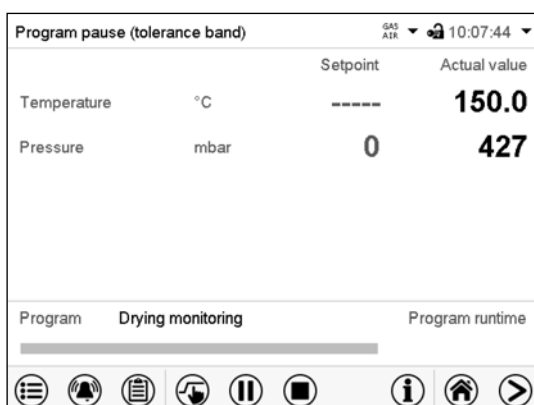 Program pause (tolerance band) GAS AIR 10:07:44
Setpoint Actual value
Temperature °C ----- 150.0
Pressure mbar 0 427
Program Drying monitoring Program runtime